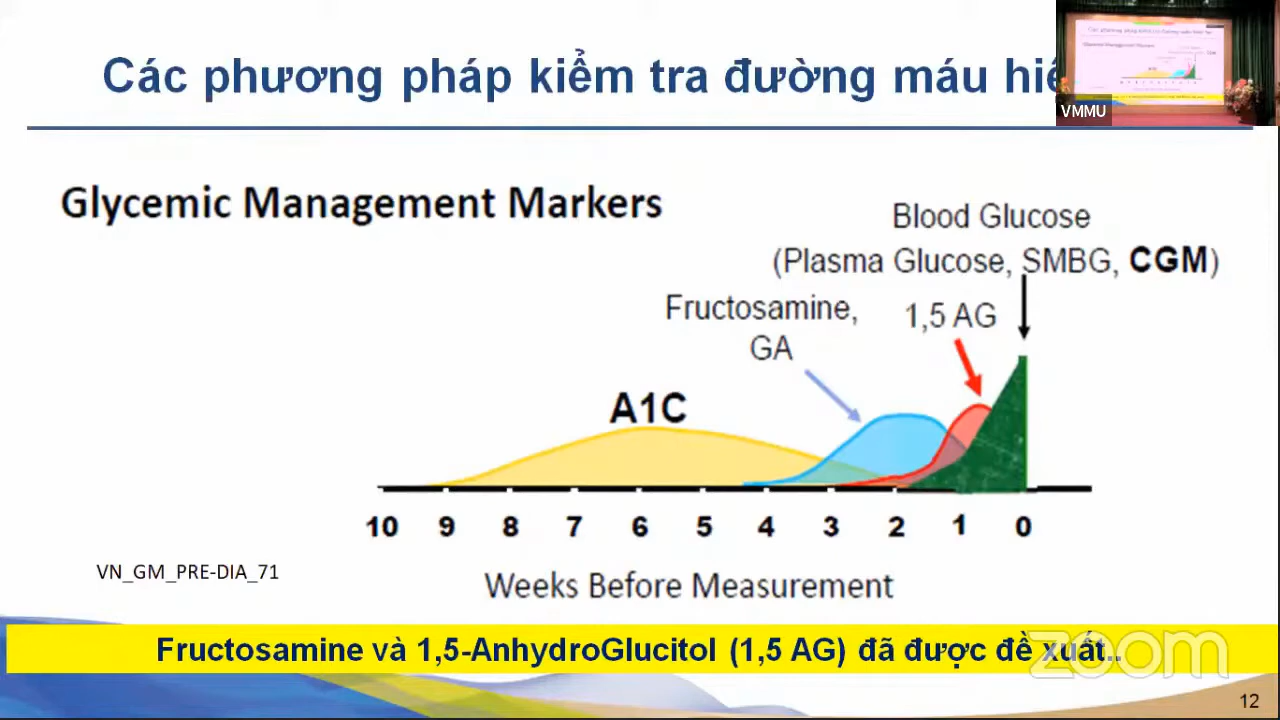 Các phương pháp kiểm tra đường máu
VMMU
Glycemic Management Markers
Blood Glucose
(Plasma Glucose, SMBG, CGM)
Fructosamine,
GA
1,5 AG
A1C
10 9 8 7 6 5 4 3 2 1 0
VN_GM_PRE-DIA_71
Weeks Before Measurement
Fructosamine và 1,5-AnhydroGlucitol (1,5 AG) đã được đề xuất..
zoom
12